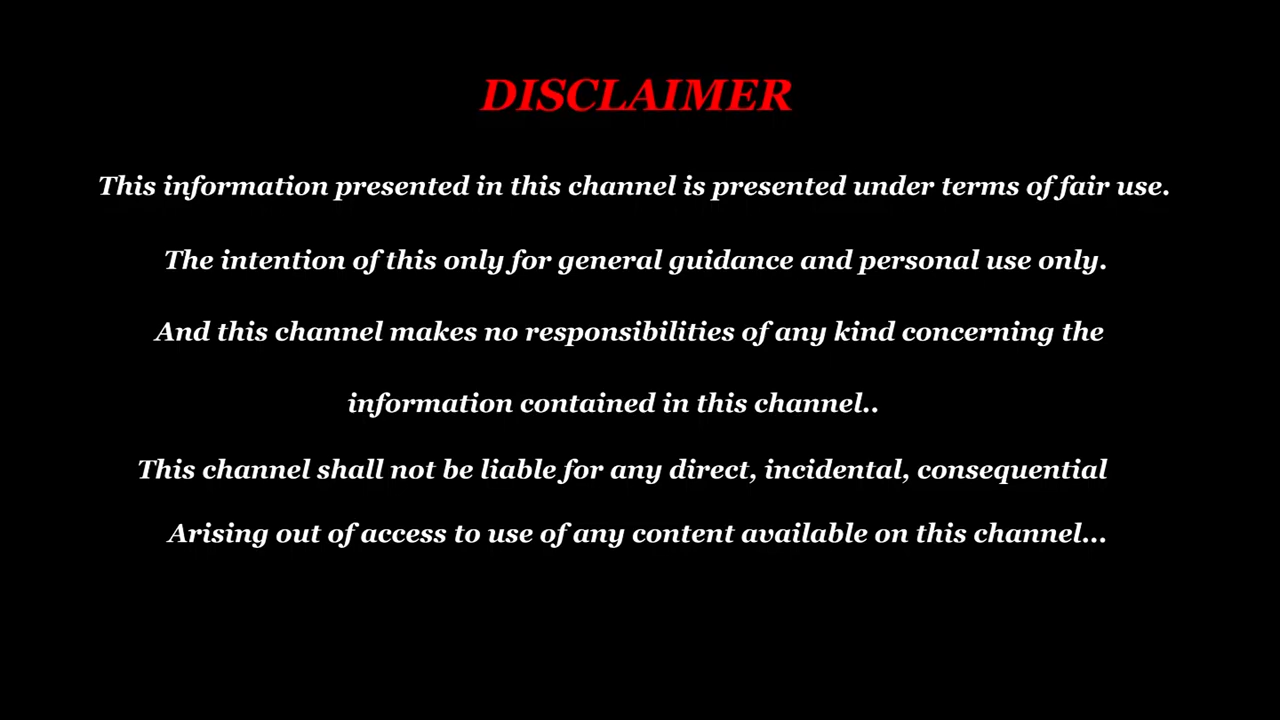 DISCLAIMER
This information presented in this channel is presented under terms of fair use.
The intention of this only for general guidance and personal use only.
And this channel makes no responsibilities of any kind concerning the
information contained in this channel..
This channel shall not be liable for any direct, incidental, consequential
Arising out of access to use of any content available on this channel...